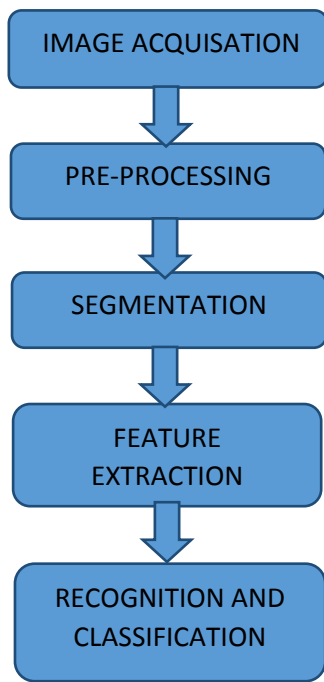 IMAGE ACQUISATION
PRE-PROCESSING
SEGMENTATION
FEATURE
EXTRACTION
RECOGNITION AND
CLASSIFICATION